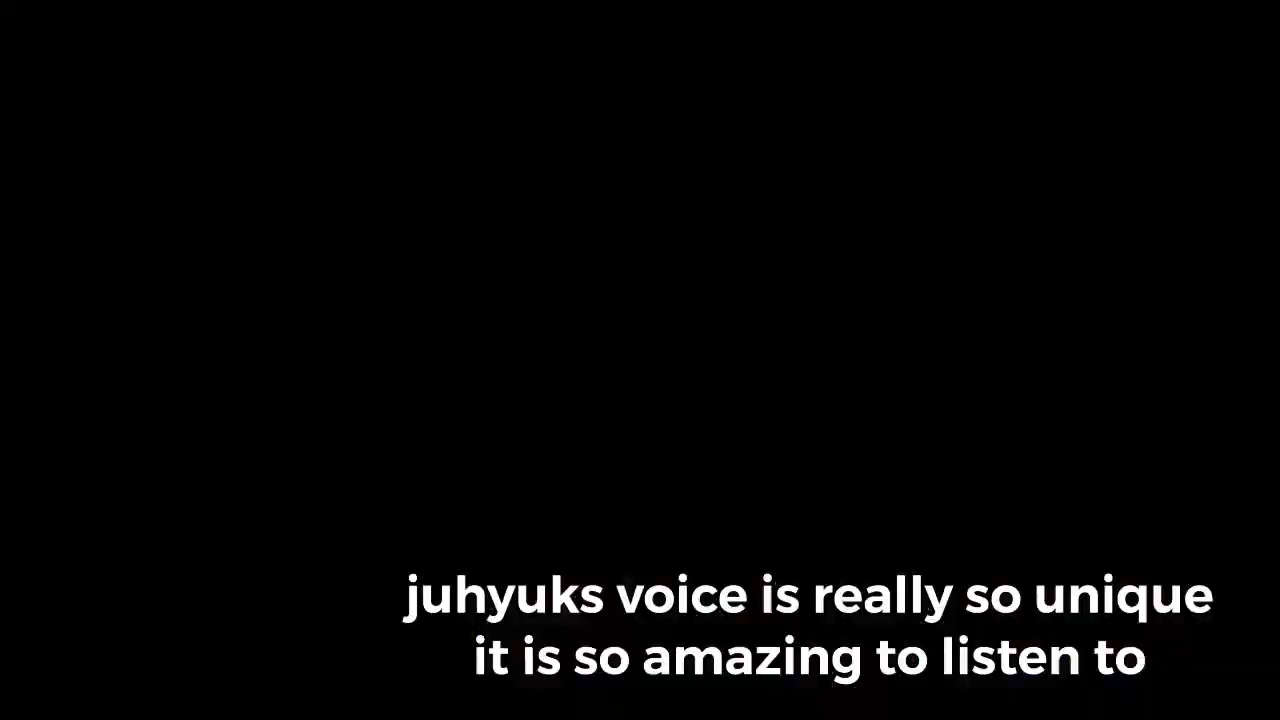 juhyuks voice is really so unique
it is so amazing to listen to